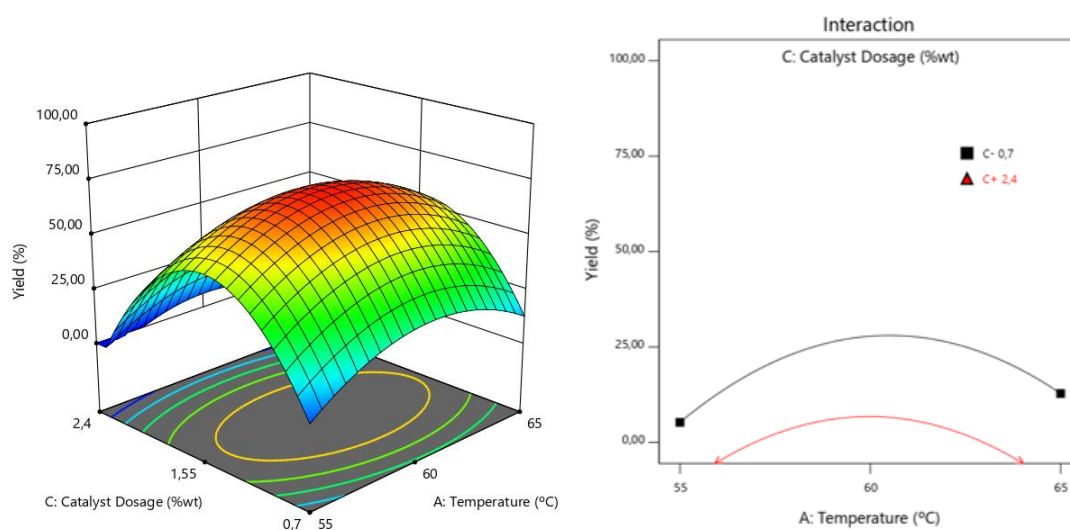 100,00
75,00
50,00
25,00
0,00
Yield (%)
2,4
1,55
0,7
C: Catalyst Dosage (%wt)
55
60
65
A: Temperature (ºC)
Interaction
C: Catalyst Dosage (%wt)
100,00
75,00
50,00
25,00
0,00
Yield (%)
C- 0,7
C+ 2,4
55
60
65
A: Temperature (ºC)